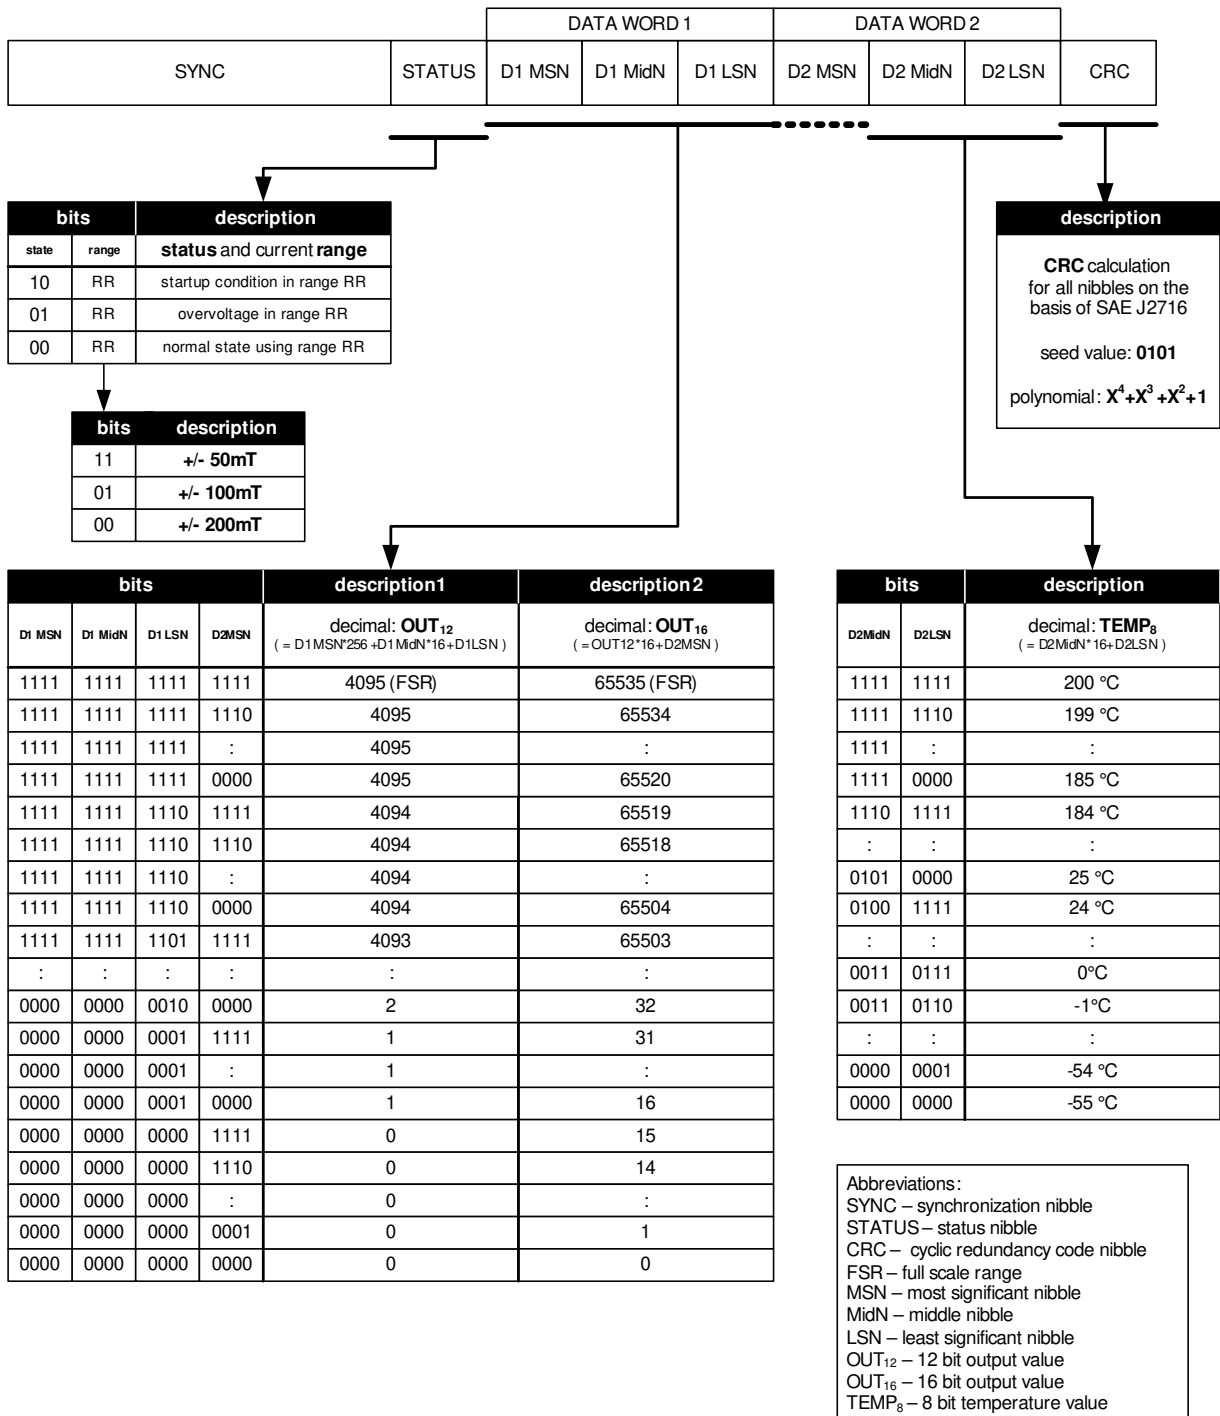 DATA WORD 1 DATA WORD 2
SYNC STATUS D1 MSN D1 MidN D1 LSN D2 MSN D2 MidN D2 LSN CRC
bits description
state range status and current range
10 RR startup condition in range RR
01 RR overvoltage in range RR
00 RR normal state using range RR
bits description
11 +/- 50mT
01 +/- 100mT
00 +/- 200mT
description
CRC calculation
for all nibbles on the
basis of SAE J2716
seed value: 0101
polynomial: X⁴+X³+X²+1
bits description1 description2
D1 MSN D1 MidN D1 LSN D2MSN decimal: OUT₁₂ decimal: OUT₁₆
( = D1MSN*256 +D1MidN*16+D1LSN ) ( =OUT12*16+D2MSN )
1111 1111 1111 1111 4095 (FSR) 65535 (FSR)
1111 1111 1111 1110 4095 65534
1111 1111 1111 : 4095 :
1111 1111 1111 0000 4095 65520
1111 1111 1110 1111 4094 65519
1111 1111 1110 1110 4094 65518
1111 1111 1110 : 4094 :
1111 1111 1110 0000 4094 65504
1111 1111 1101 1111 4093 65503
: : : : : :
0000 0000 0010 0000 2 32
0000 0000 0001 1111 1 31
0000 0000 0001 : 1 :
0000 0000 0001 0000 1 16
0000 0000 0000 1111 0 15
0000 0000 0000 1110 0 14
0000 0000 0000 : 0 :
0000 0000 0000 0001 0 1
0000 0000 0000 0000 0 0
bits description
D2MidN D2LSN decimal: TEMP₈
( = D2MidN*16+D2LSN )
1111 1111 200 °C
1111 1110 199 °C
1111 : :
1111 0000 185 °C
1110 1111 184 °C
: : :
0101 0000 25 °C
0100 1111 24 °C
: : :
0011 0111 0°C
0011 0110 -1°C
: : :
0000 0001 -54 °C
0000 0000 -55 °C
Abbreviations:
SYNC – synchronization nibble
STATUS – status nibble
CRC – cyclic redundancy code nibble
FSR – full scale range
MSN – most significant nibble
MidN – middle nibble
LSN – least significant nibble
OUT₁₂ – 12 bit output value
OUT₁₆ – 16 bit output value
TEMP₈ – 8 bit temperature value